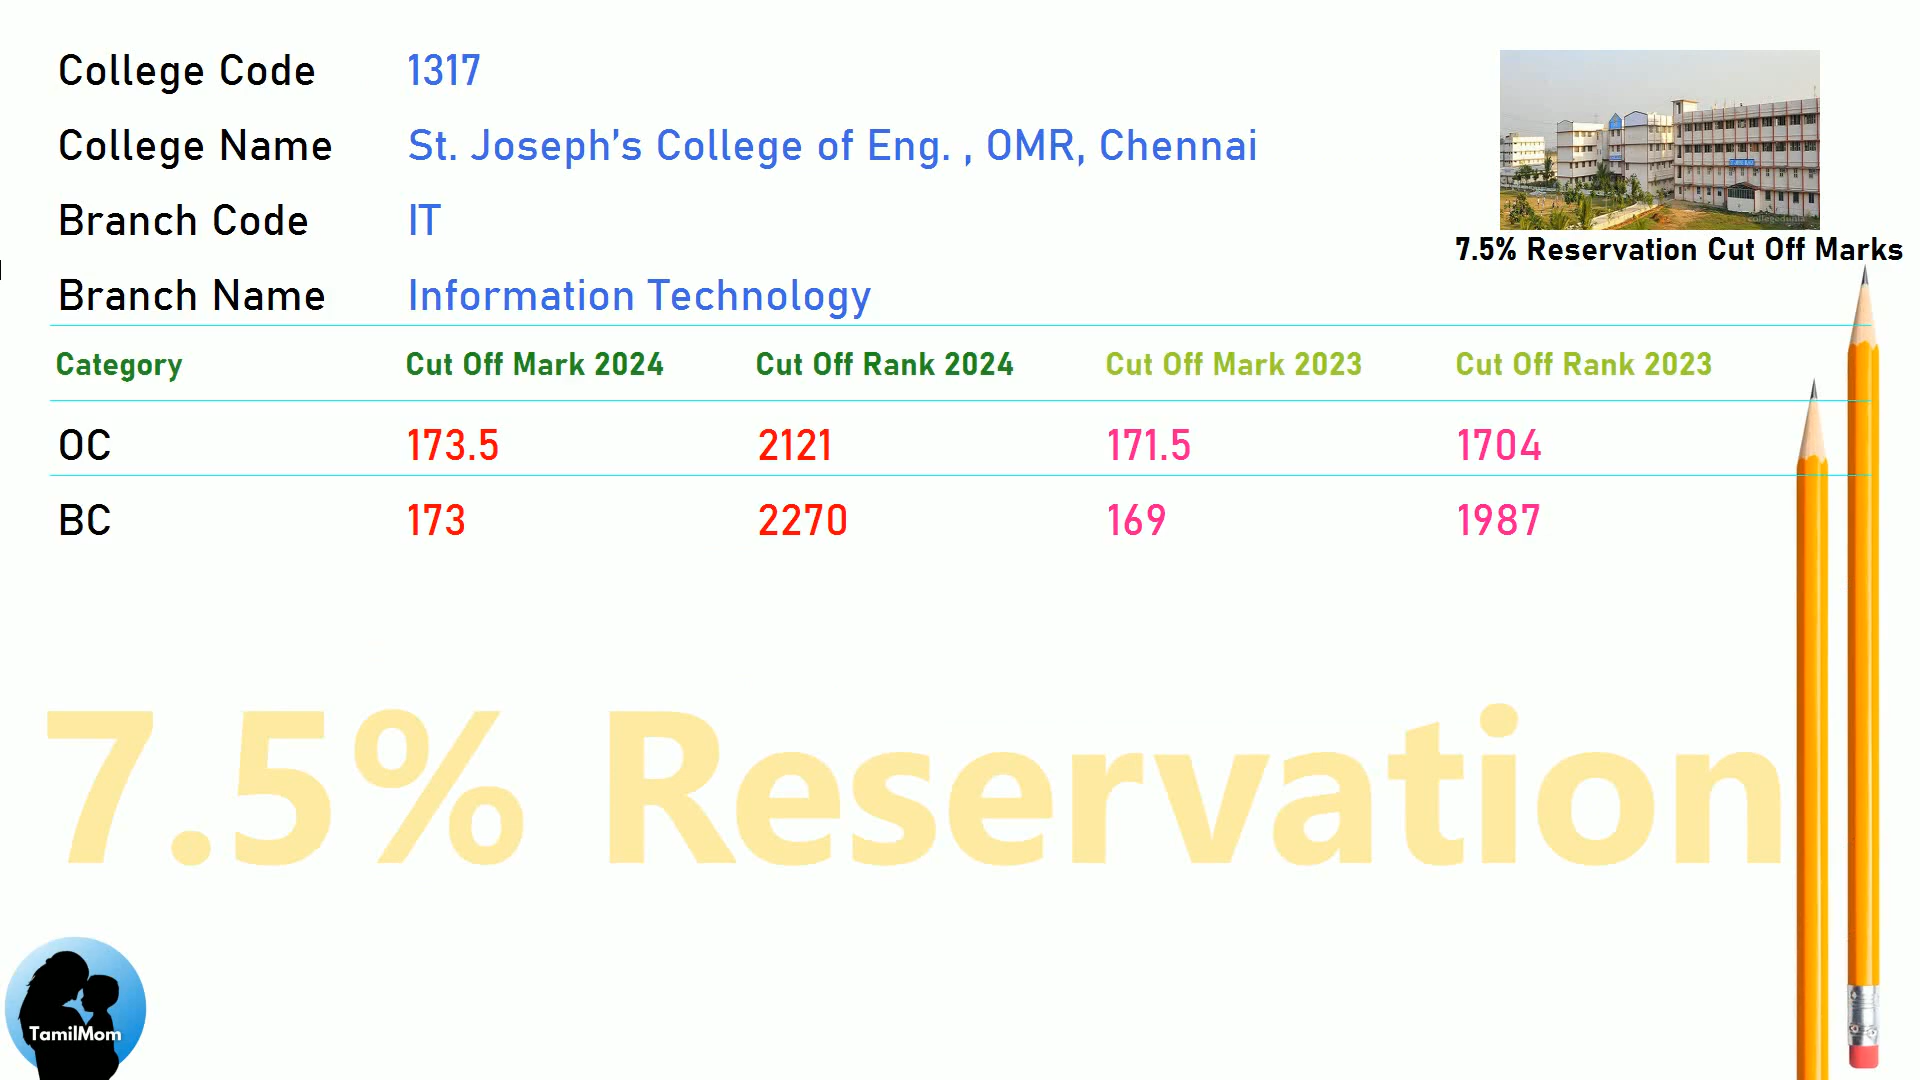 College Code 1317
College Name St. Joseph's College of Eng. , OMR, Chennai
Branch Code IT
7.5% Reservation Cut Off Marks
Branch Name Information Technology
Category Cut Off Mark 2024 Cut Off Rank 2024 Cut Off Mark 2023 Cut Off Rank 2023
OC 173.5 2121 171.5 1704
BC 173 2270 169 1987
7.5% Reservation
TamilMom